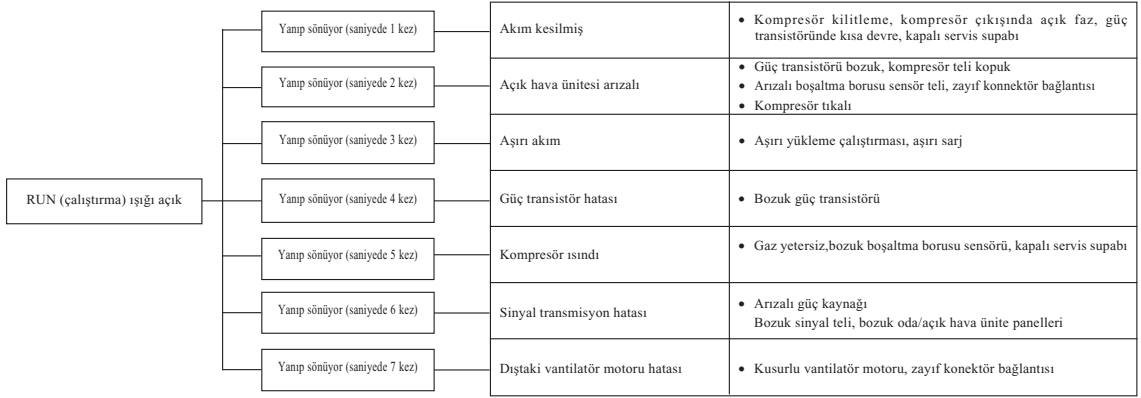 Yanıp sönüyor (saniyede 1 kez)
Akım kesilmiş
• Kompresör kilitleme, kompresör çıkışında açık faz, güç
transistöründe kısa devre, kapalı servis supabı
Yanıp sönüyor (saniyede 2 kez)
Açık hava ünitesi arızalı
• Güç transistörü bozuk, kompresör teli kopuk
• Arızalı boşaltma borusu sensör teli, zayıf konnektör bağlantısı
• Kompresör tıkalı
Yanıp sönüyor (saniyede 3 kez)
Aşırı akım
• Aşırı yükleme çalıştırması, aşırı sarj
RUN (çalıştırma) ışığı açık
Yanıp sönüyor (saniyede 4 kez)
Güç transistör hatası
• Bozuk güç transistörü
Yanıp sönüyor (saniyede 5 kez)
Kompresör ısındı
• Gaz yetersiz,bozuk boşaltma borusu sensörü, kapalı servis supabı
Yanıp sönüyor (saniyede 6 kez)
Sinyal transmisyon hatası
• Arızalı güç kaynağı
Bozuk sinyal teli, bozuk oda/açık hava ünite panelleri
Yanıp sönüyor (saniyede 7 kez)
Dıştaki vantilatör motoru hatası
• Kusurlu vantilatör motoru, zayıf konektör bağlantısı